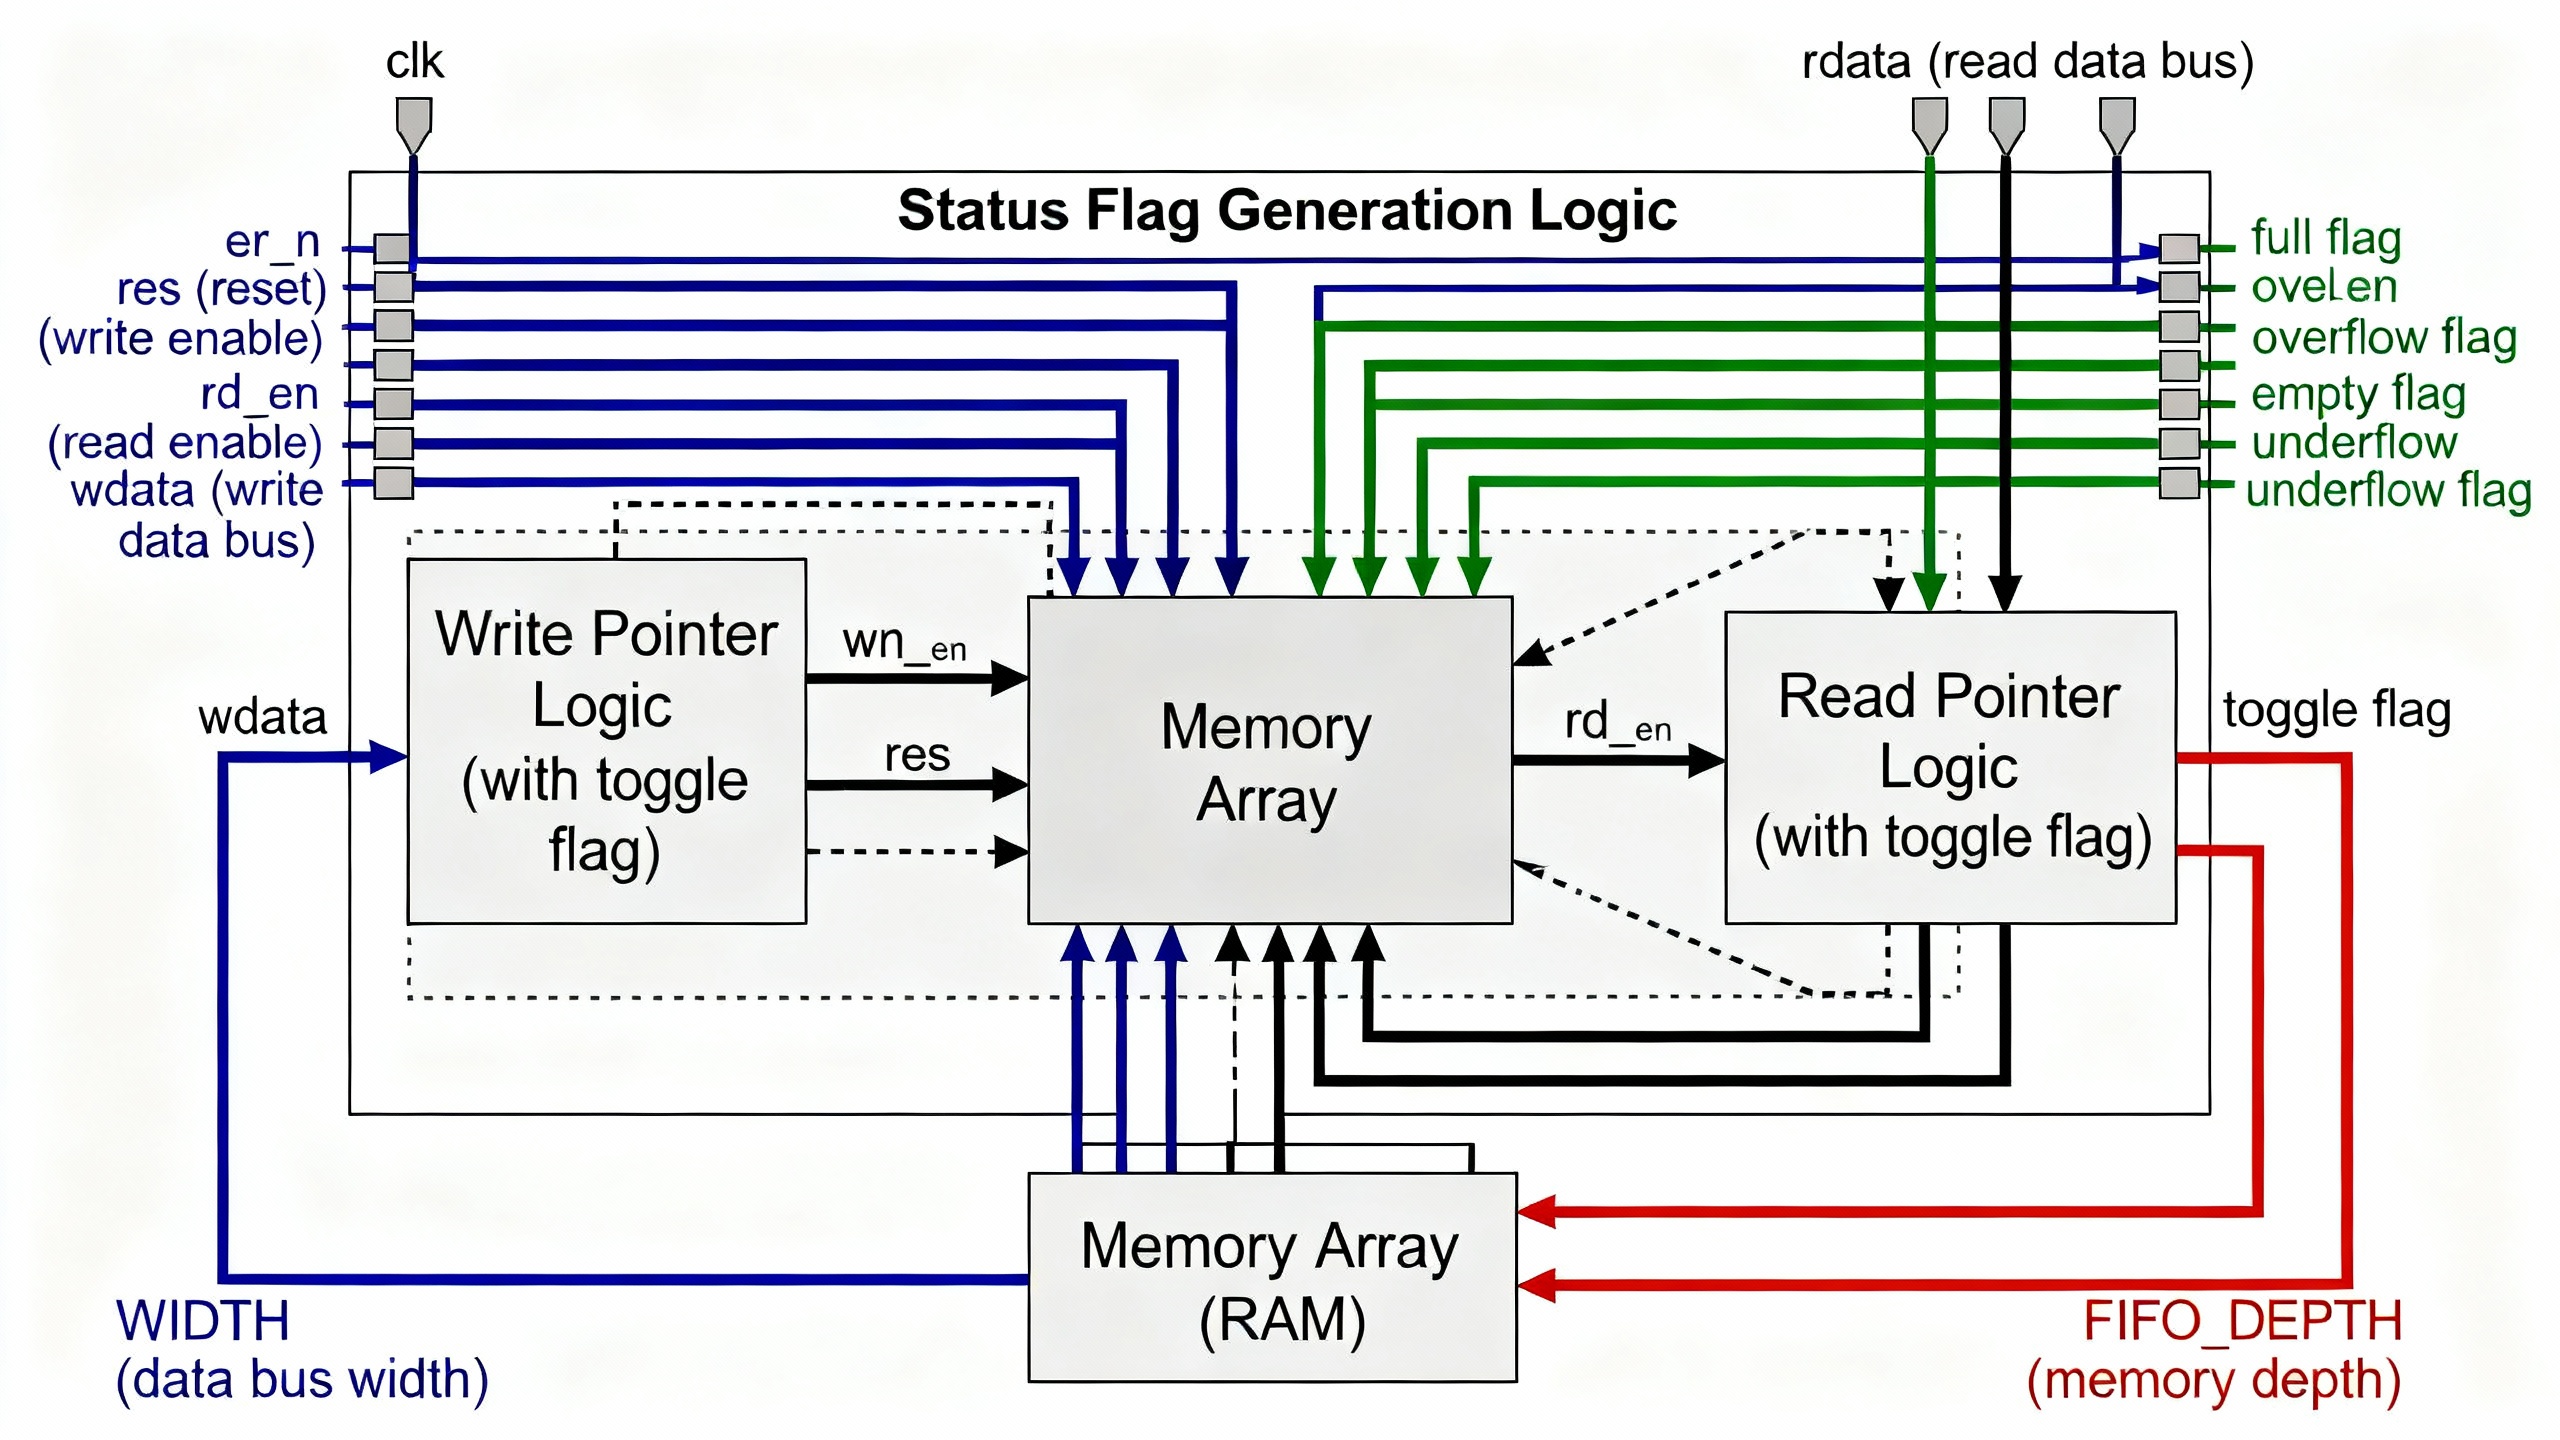 clk
rdata (read data bus)
Status Flag Generation Logic
er_n
res (reset)
(write enable)
rd_en
(read enable)
wdata (write
data bus)
full flag
oveLen
overflow flag
empty flag
underflow
underflow flag
Write Pointer
Logic
(with toggle
flag)
wn_en
res
Memory
Array
rd_en
Read Pointer
Logic
(with toggle flag)
wdata
toggle flag
Memory Array
(RAM)
WIDTH
(data bus width)
FIFO_DEPTH
(memory depth)